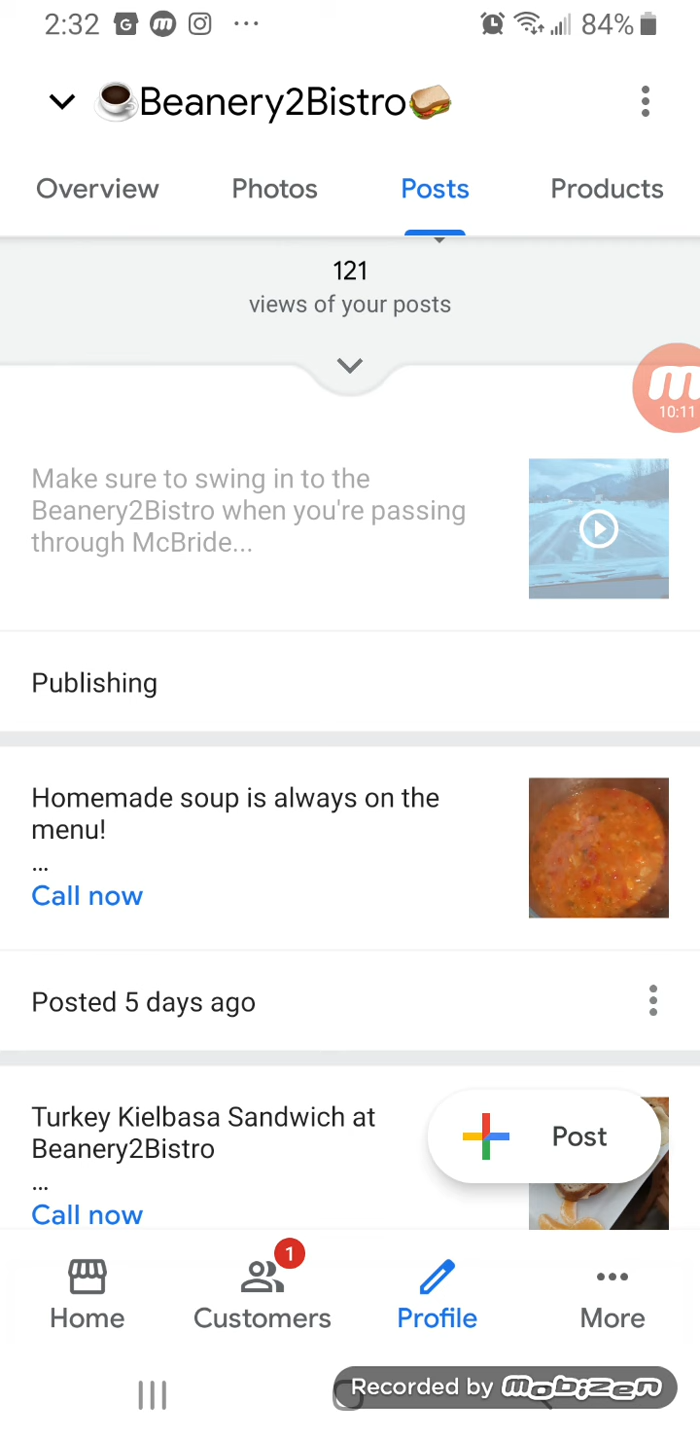 2:32 G m ... 84%
Beanery2Bistro
Overview Photos Posts Products
121
views of your posts
m
10:11
Make sure to swing in to the
Beanery2Bistro when you're passing
through McBride...
Publishing
Homemade soup is always on the
menu!
...
Call now
Posted 5 days ago
Turkey Kielbasa Sandwich at
Beanery2Bistro
...
Call now
Post
1
Home Customers Profile More
Recorded by mobizen